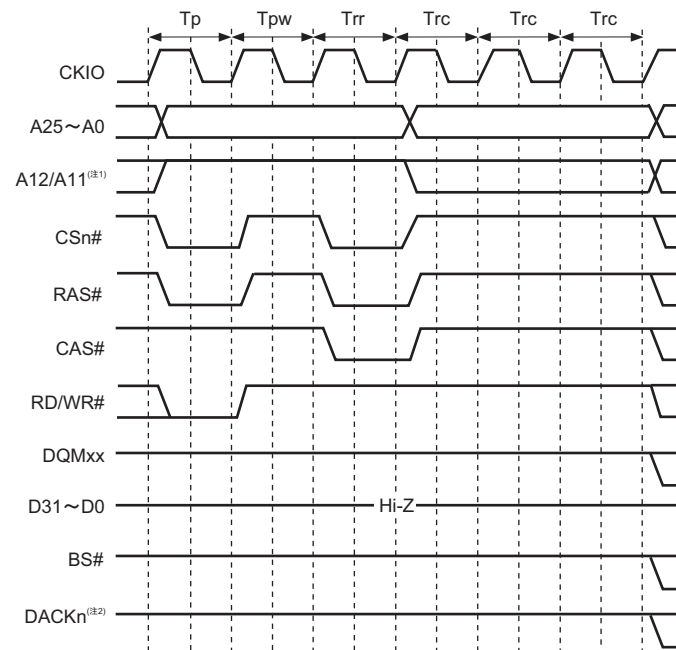 Tp Tpw Trr Trc Trc Trc
CKIO
A25～A0
A12/A11(注1)
CSn#
RAS#
CAS#
RD/WR#
DQMxx
D31～D0 Hi-Z
BS#
DACKn(注2)